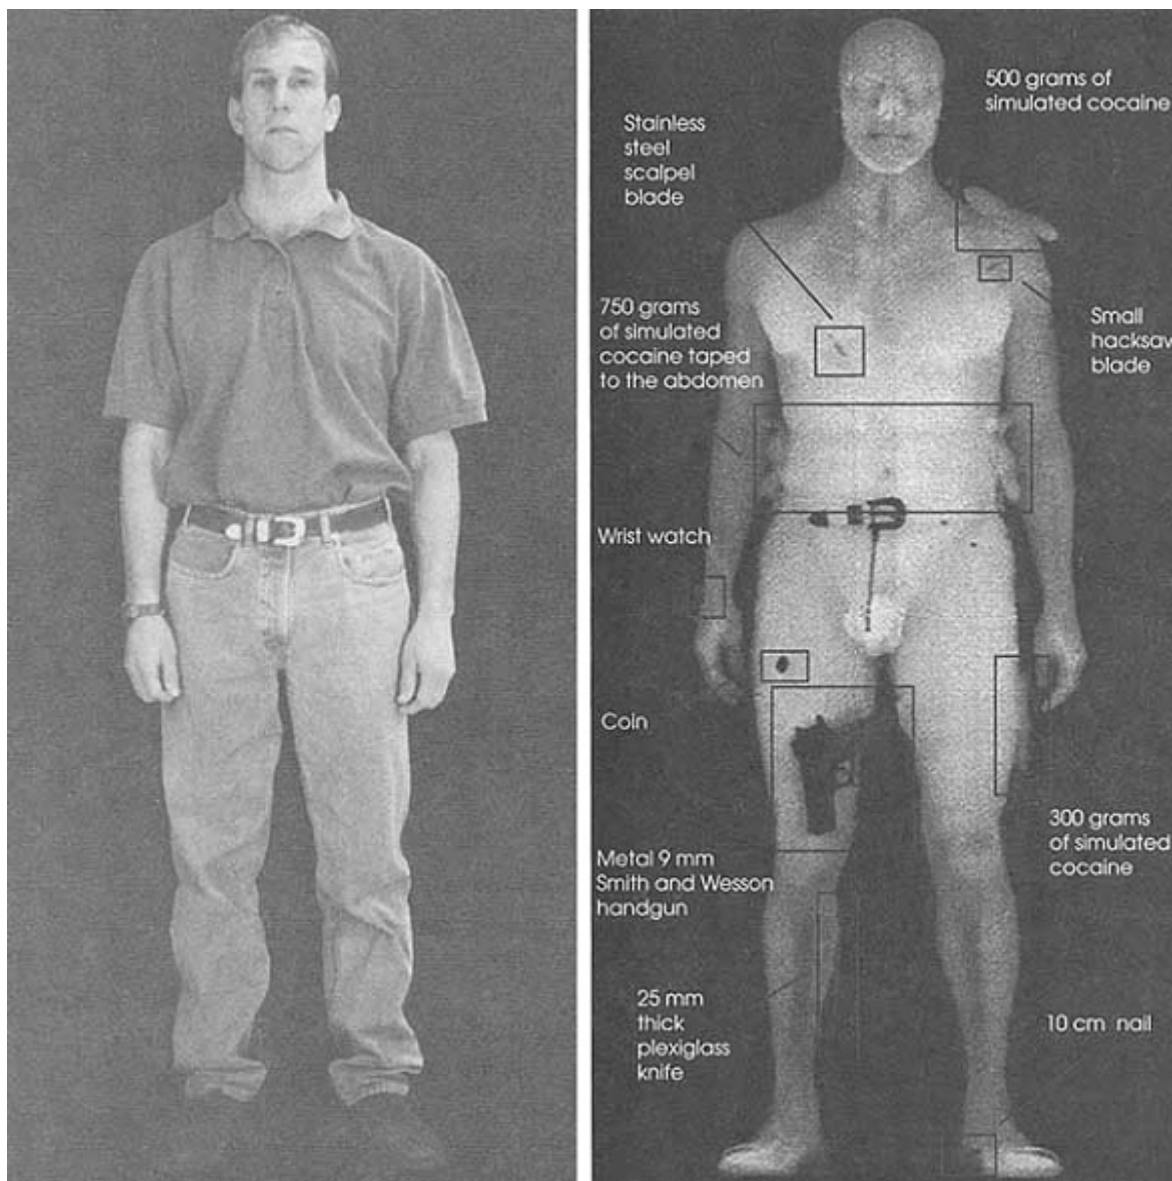 500 grams of
simulated cocaine
Stainless
steel
scalpel
blade
750 grams
of simulated
cocaine taped
to the abdomen
Small
hacksaw
blade
Wrist watch
Coin
300 grams
of simulated
cocaine
Metal 9 mm
Smith and Wesson
handgun
25 mm
thick
plexiglass
knife
10 cm nail